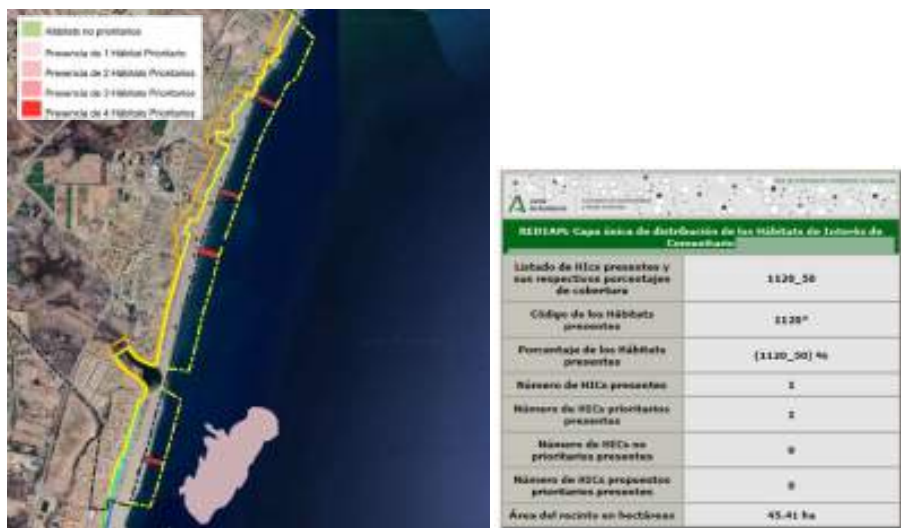 Hábitats no prioritarios
Presencia de 1 Hábitat Prioritario
Presencia de 2 Hábitats Prioritarios
Presencia de 3 Hábitats Prioritarios
Presencia de 4 Hábitats Prioritarios
REDIAM: Capa única de distribución de los Hábitats de Interés de
Comunitario
Listado de HICs presentes y
sus respectivos porcentajes
de cobertura
1120_50
Código de los Hábitats
presentes
1120*
Porcentaje de los Hábitats
presentes
(1120_50) %
Número de HICs presentes
1
Número de HICs prioritarios
presentes
1
Número de HICs no
prioritarios presentes
0
Número de HICs propuestos
prioritarios presentes
0
Área del recinto en hectáreas
45.41 ha